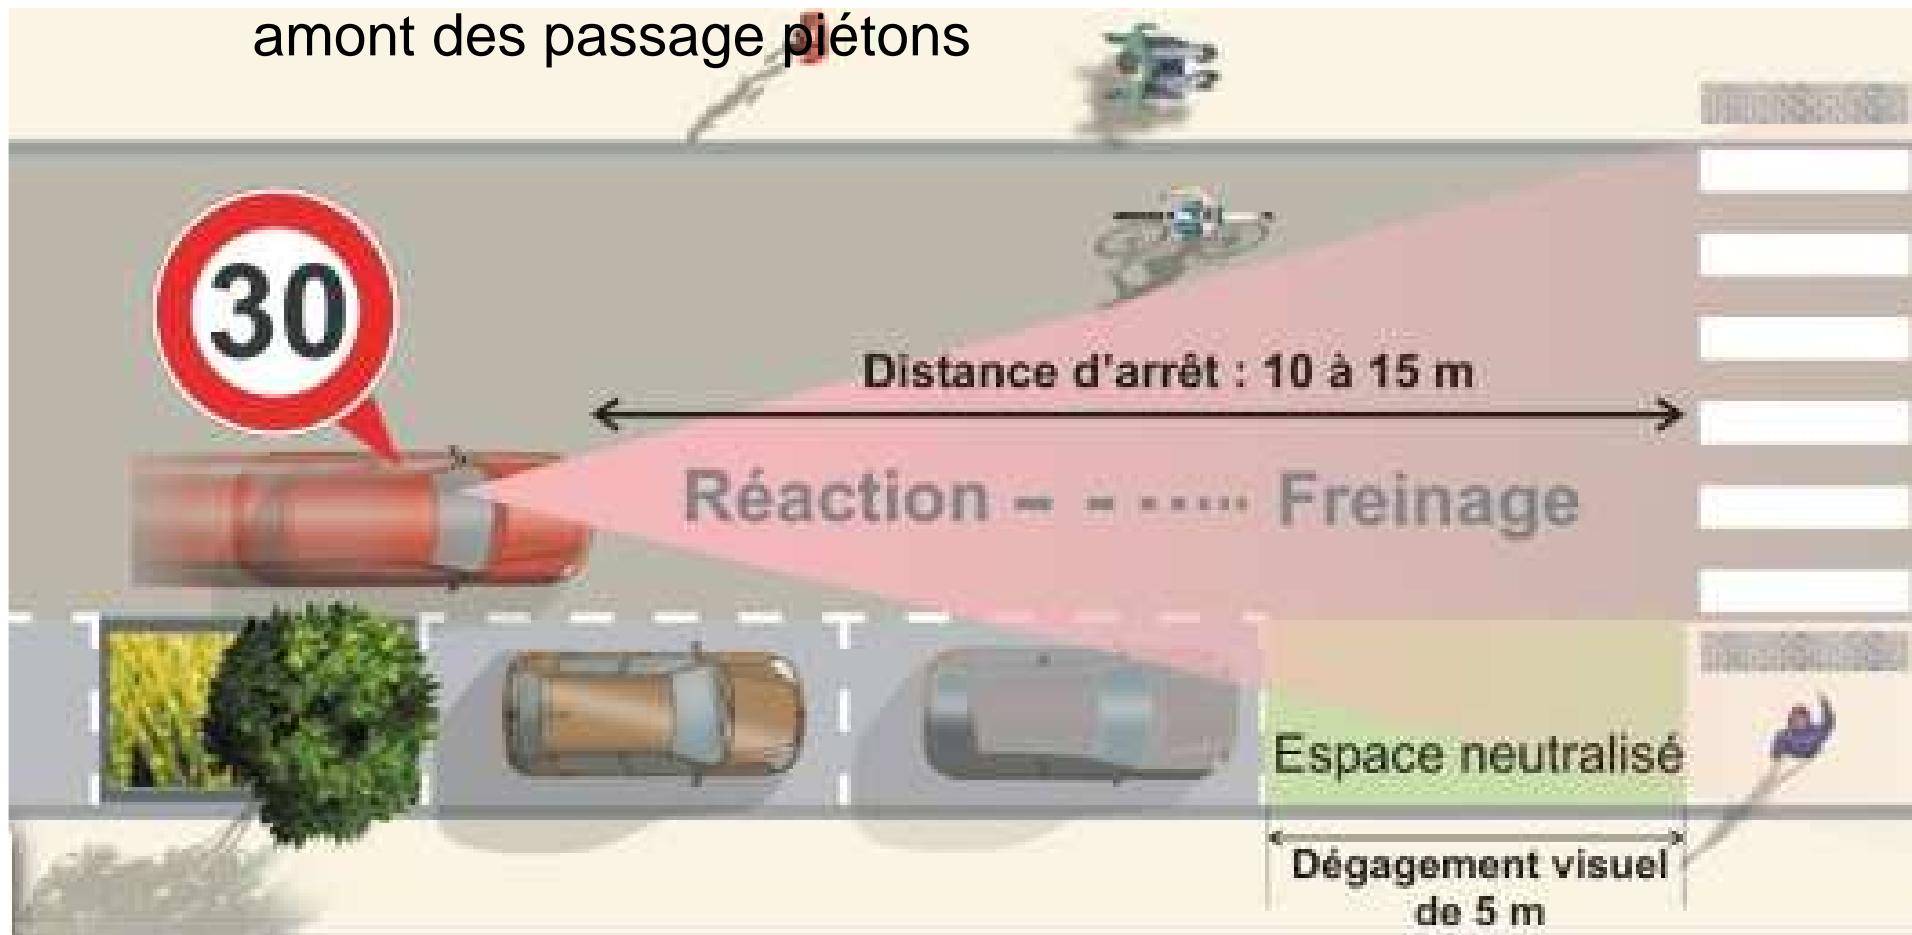 amont des passage piétons
30
Distance d'arrêt : 10 à 15 m
Réaction - - ..... Freinage
Espace neutralisé
Dégagement visuel
de 5 m